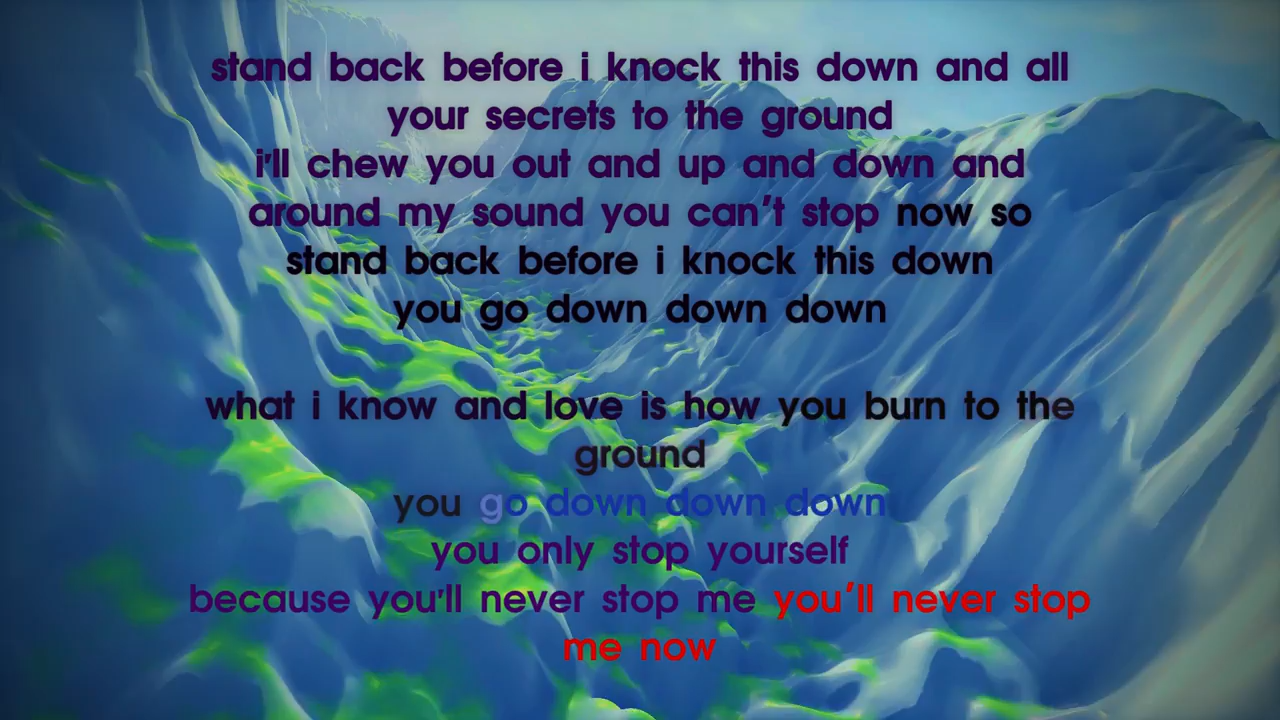 stand back before i knock this down and all
your secrets to the ground
i'll chew you out and up and down and
around my sound you can't stop now so
stand back before i knock this down
you go down down down
what i know and love is how you burn to the
ground
you go down down down
you only stop yourself
because you'll never stop me you'll never stop
me now